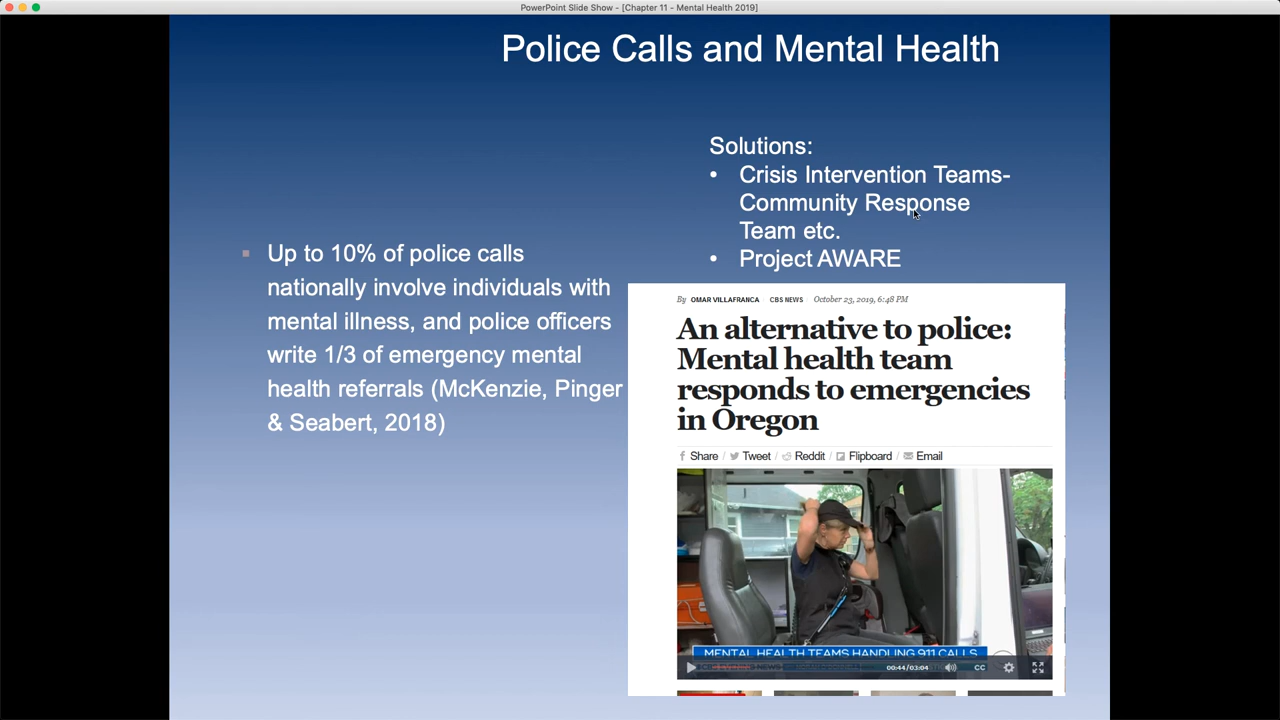 PowerPoint Slide Show - [Chapter 11 - Mental Health 2019]
Police Calls and Mental Health
Solutions:
• Crisis Intervention Teams-
Community Response
Team etc.
• Project AWARE
Up to 10% of police calls
nationally involve individuals with
mental illness, and police officers
write 1/3 of emergency mental
health referrals (McKenzie, Pinger
& Seabert, 2018)
By OMAR VILLAFRANCA CBS NEWS October 23, 2019, 6:48 PM
An alternative to police:
Mental health team
responds to emergencies
in Oregon
Share / Tweet / Reddit / Flipboard / Email
MENTAL HEALTH TEAMS HANDLING 911 CALLS
00:44/03:04 CC